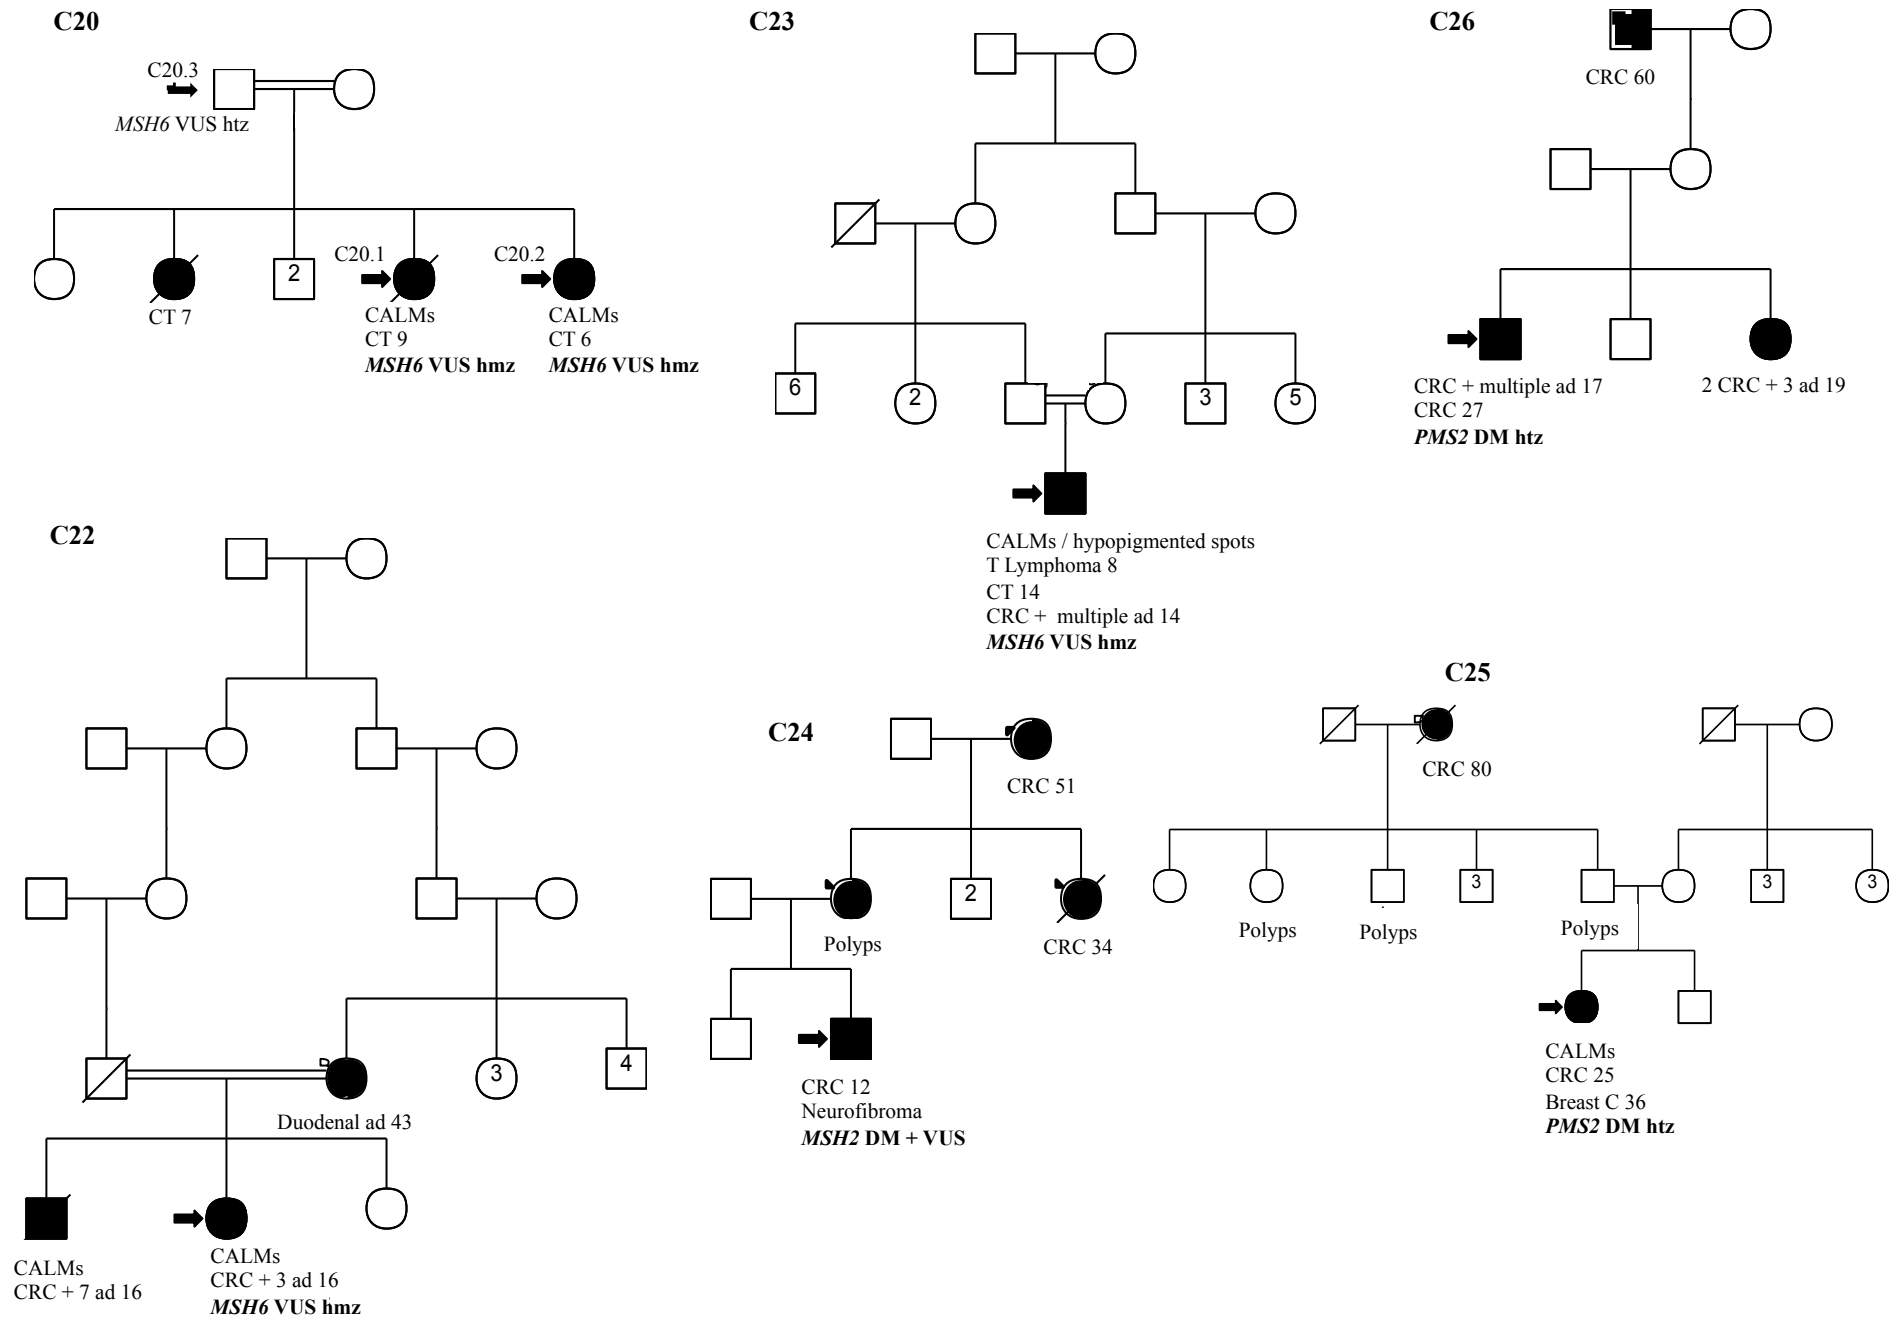 C20
C20.3
MSH6 VUS htz
2
CT 7
C20.1
CALMs
CT 9
MSH6 VUS hmz
C20.2
CALMs
CT 6
MSH6 VUS hmz
C23
6
2
3
5
CALMs / hypopigmented spots
T Lymphoma 8
CT 14
CRC + multiple ad 14
MSH6 VUS hmz
C26
CRC 60
CRC + multiple ad 17
CRC 27
PMS2 DM htz
2 CRC + 3 ad 19
C22
3
4
Duodenal ad 43
CALMs
CRC + 7 ad 16
CALMs
CRC + 3 ad 16
MSH6 VUS hmz
C24
CRC 51
2
Polyps
CRC 34
CRC 12
Neurofibroma
MSH2 DM + VUS
C25
CRC 80
3
3
3
Polyps
Polyps
Polyps
CALMs
CRC 25
Breast C 36
PMS2 DM htz